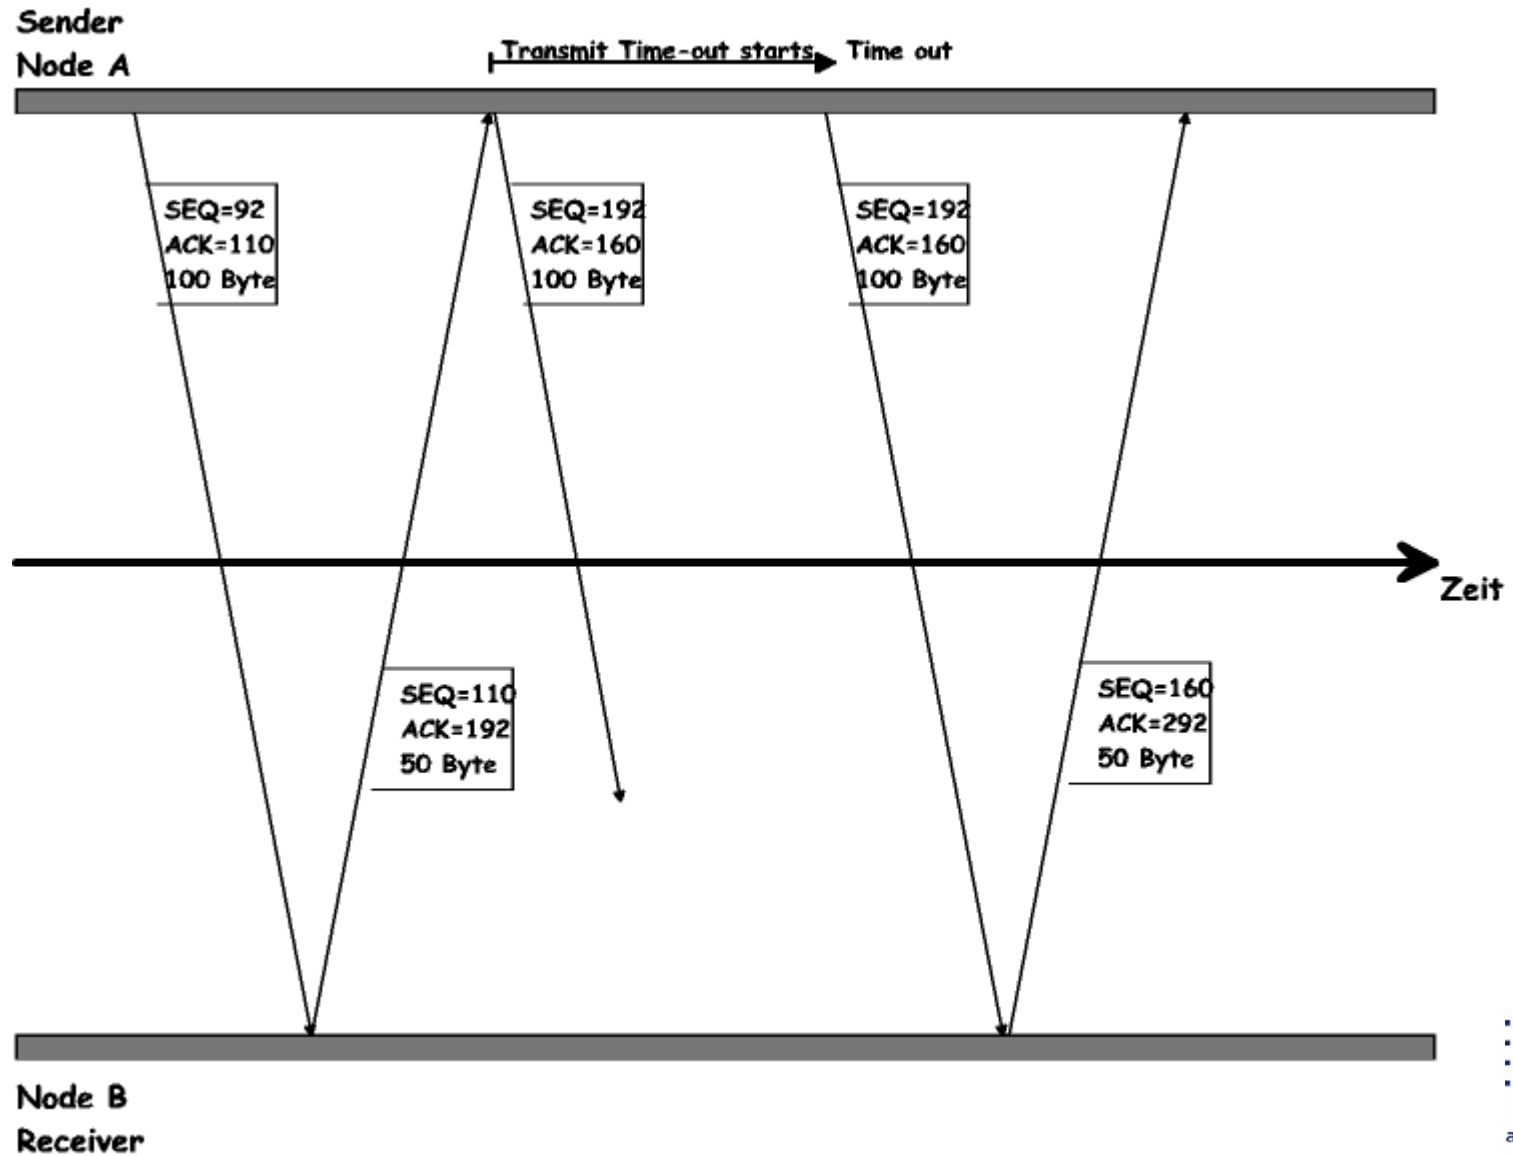 Sender
Node A
Transmit Time-out starts
Time out
SEQ=92
ACK=110
100 Byte
SEQ=192
ACK=160
100 Byte
SEQ=192
ACK=160
100 Byte
Zeit
SEQ=110
ACK=192
50 Byte
SEQ=160
ACK=292
50 Byte
Node B
Receiver
a